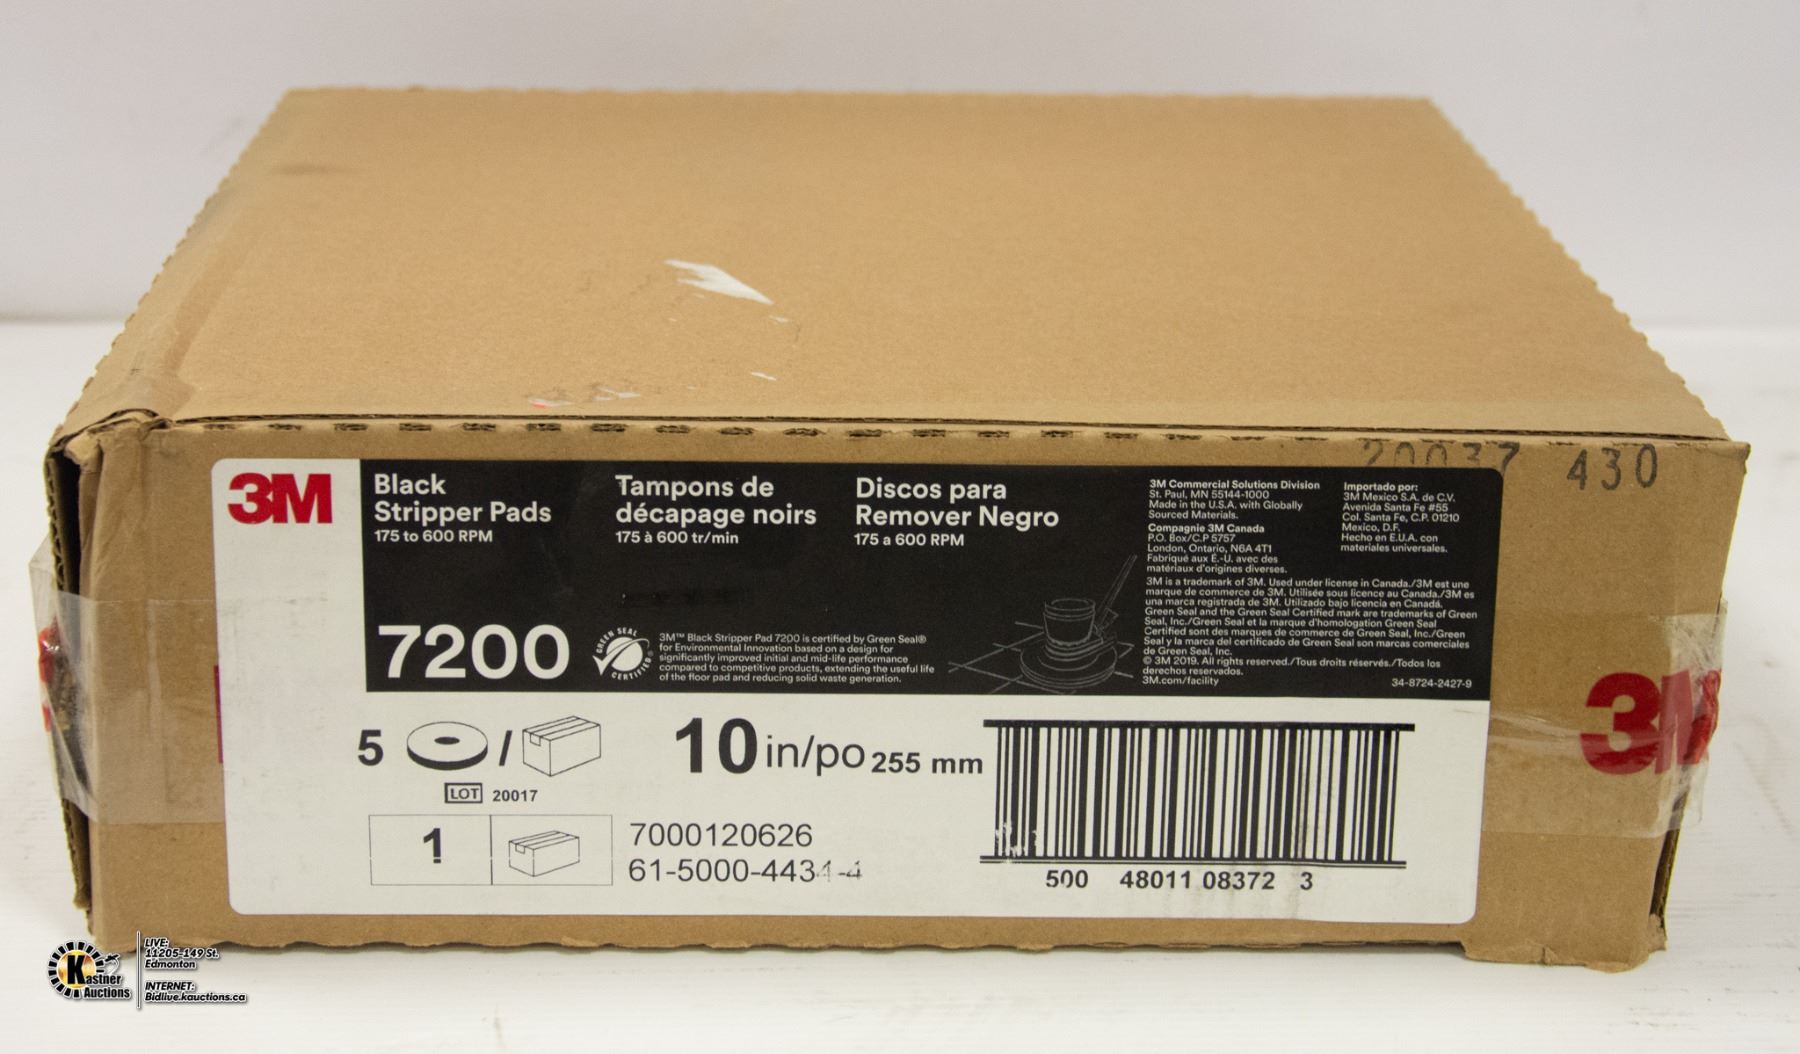 20037 430
3M
Black
Stripper Pads
175 to 600 RPM
Tampons de
décapage noirs
175 à 600 tr/min
Discos para
Remover Negro
175 a 600 RPM
7200
GREEN SEAL
CERTIFIED
3M™ Black Stripper Pad 7200 is certified by Green Seal®
for Environmental Innovation based on a design for
significantly improved initial and mid-life performance
compared to competitive products, extending the useful life
of the floor pad and reducing solid waste generation.
3M Commercial Solutions Division
St. Paul, MN 55144-1000
Made in the U.S.A. with Globally
Sourced Materials.
Compagnie 3M Canada
P.O. Box/C.P 5757
London, Ontario, N6A 4T1
Fabriqué aux É.-U. avec des
matériaux d'origines diverses.
Importado por:
3M Mexico S.A. de C.V.
Avenida Santa Fe #55
Col. Santa Fe, C.P. 01210
Mexico, D.F.
Hecho en E.U.A. con
materiales universales.
3M is a trademark of 3M. Used under license in Canada./3M est une
marque de commerce de 3M. Utilisée sous licence au Canada./3M es
una marca registrada de 3M. Utilizado bajo licencia en Canadá.
Green Seal and the Green Seal Certified mark are trademarks of Green
Seal, Inc./Green Seal et la marque d'homologation Green Seal
Certified sont des marques de commerce de Green Seal, Inc./Green
Seal y la marca del certificado de Green Seal son marcas comerciales
de Green Seal, Inc.
© 3M 2019. All rights reserved./Tous droits réservés./Todos los
derechos reservados.
3M.com/facility
34-8724-2427-9
3M
5 /
LOT 20017
10 in/po 255 mm
1
7000120626
61-5000-4434-4
500 48011 08372 3
Kastner
Auctions
LIVE:
11205-149 St.
Edmonton
INTERNET:
Bidlive.kauctions.ca